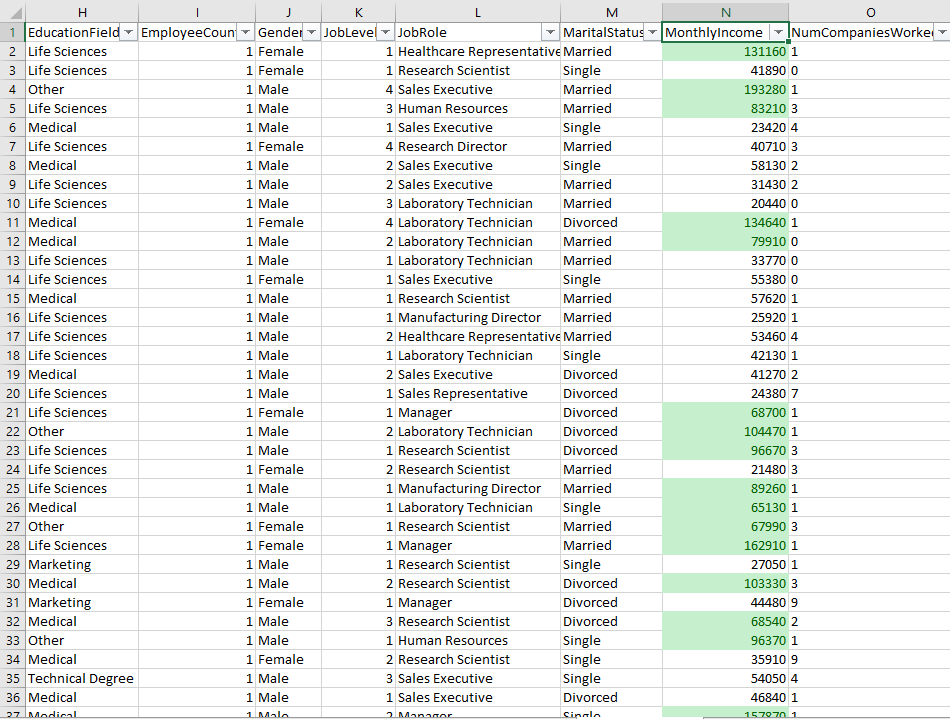 H I J K L M N O
1 EducationField EmployeeCoun Gender JobLevel JobRole MaritalStatus MonthlyIncome NumCompaniesWorke
2 Life Sciences 1 Female 1 Healthcare Representative Married 131160 1
3 Life Sciences 1 Female 1 Research Scientist Single 41890 0
4 Other 1 Male 4 Sales Executive Married 193280 1
5 Life Sciences 1 Male 3 Human Resources Married 83210 3
6 Medical 1 Male 1 Sales Executive Single 23420 4
7 Life Sciences 1 Female 4 Research Director Married 40710 3
8 Medical 1 Male 2 Sales Executive Single 58130 2
9 Life Sciences 1 Male 2 Sales Executive Married 31430 2
10 Life Sciences 1 Male 3 Laboratory Technician Married 20440 0
11 Medical 1 Female 4 Laboratory Technician Divorced 134640 1
12 Medical 1 Male 2 Laboratory Technician Married 79910 0
13 Life Sciences 1 Male 1 Laboratory Technician Married 33770 0
14 Life Sciences 1 Female 1 Sales Executive Single 55380 0
15 Medical 1 Male 1 Research Scientist Married 57620 1
16 Life Sciences 1 Male 1 Manufacturing Director Married 25920 1
17 Life Sciences 1 Male 2 Healthcare Representative Married 53460 4
18 Life Sciences 1 Male 1 Laboratory Technician Single 42130 1
19 Medical 1 Male 2 Sales Executive Divorced 41270 2
20 Life Sciences 1 Male 1 Sales Representative Divorced 24380 7
21 Life Sciences 1 Female 1 Manager Divorced 68700 1
22 Other 1 Male 2 Laboratory Technician Divorced 104470 1
23 Life Sciences 1 Male 1 Research Scientist Divorced 96670 3
24 Life Sciences 1 Female 2 Research Scientist Married 21480 3
25 Life Sciences 1 Male 1 Manufacturing Director Married 89260 1
26 Medical 1 Male 1 Laboratory Technician Single 65130 1
27 Other 1 Female 1 Research Scientist Married 67990 3
28 Life Sciences 1 Female 1 Manager Married 162910 1
29 Marketing 1 Male 1 Research Scientist Single 27050 1
30 Medical 1 Male 2 Research Scientist Divorced 103330 3
31 Marketing 1 Female 1 Manager Divorced 44480 9
32 Medical 1 Male 3 Research Scientist Divorced 68540 2
33 Other 1 Male 1 Human Resources Single 96370 1
34 Medical 1 Female 2 Research Scientist Single 35910 9
35 Technical Degree 1 Male 3 Sales Executive Single 54050 4
36 Medical 1 Male 1 Sales Executive Divorced 46840 1
37 Medical 1 Male 2 Manager Single 157870 1